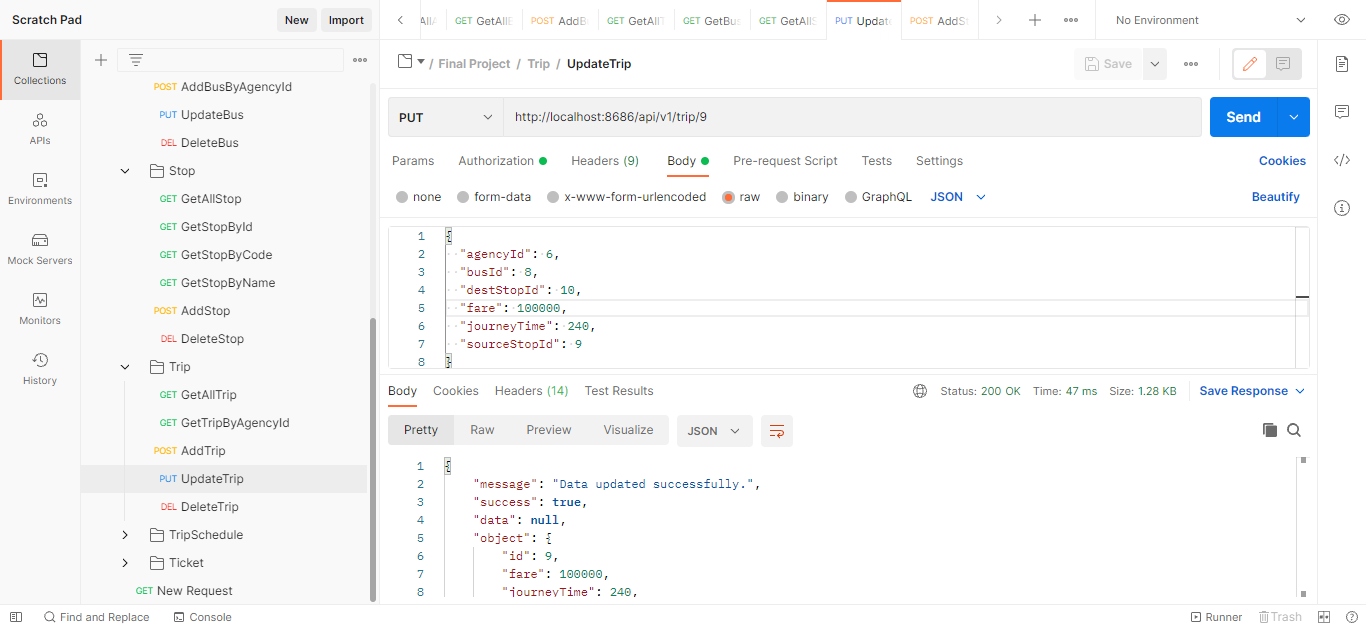 Scratch Pad
New
Import
GET GetAllB
POST AddB
GET GetAllT
GET GetBus
GET GetAllS
PUT Update
POST AddS
No Environment
Collections
APIs
Environments
Mock Servers
Monitors
History
POST AddBusByAgencyId
PUT UpdateBus
DEL DeleteBus
Stop
GET GetAllStop
GET GetStopById
GET GetStopByCode
GET GetStopByName
POST AddStop
DEL DeleteStop
Trip
GET GetAllTrip
GET GetTripByAgencyId
POST AddTrip
PUT UpdateTrip
DEL DeleteTrip
TripSchedule
Ticket
GET New Request
/ Final Project / Trip / UpdateTrip
Save
PUT
http://localhost:8686/api/v1/trip/9
Send
Params Authorization Headers (9) Body Pre-request Script Tests Settings Cookies
none form-data x-www-form-urlencoded raw binary GraphQL JSON Beautify
1 {
2 "agencyId": 6,
3 "busId": 8,
4 "destStopId": 10,
5 "fare": 100000,
6 "journeyTime": 240,
7 "sourceStopId": 9
8 }
Body Cookies Headers (14) Test Results Status: 200 OK Time: 47 ms Size: 1.28 KB Save Response
Pretty Raw Preview Visualize JSON
1 {
2 "message": "Data updated successfully.",
3 "success": true,
4 "data": null,
5 "object": {
6 "id": 9,
7 "fare": 100000,
8 "journeyTime": 240,
Find and Replace Console Runner Trash